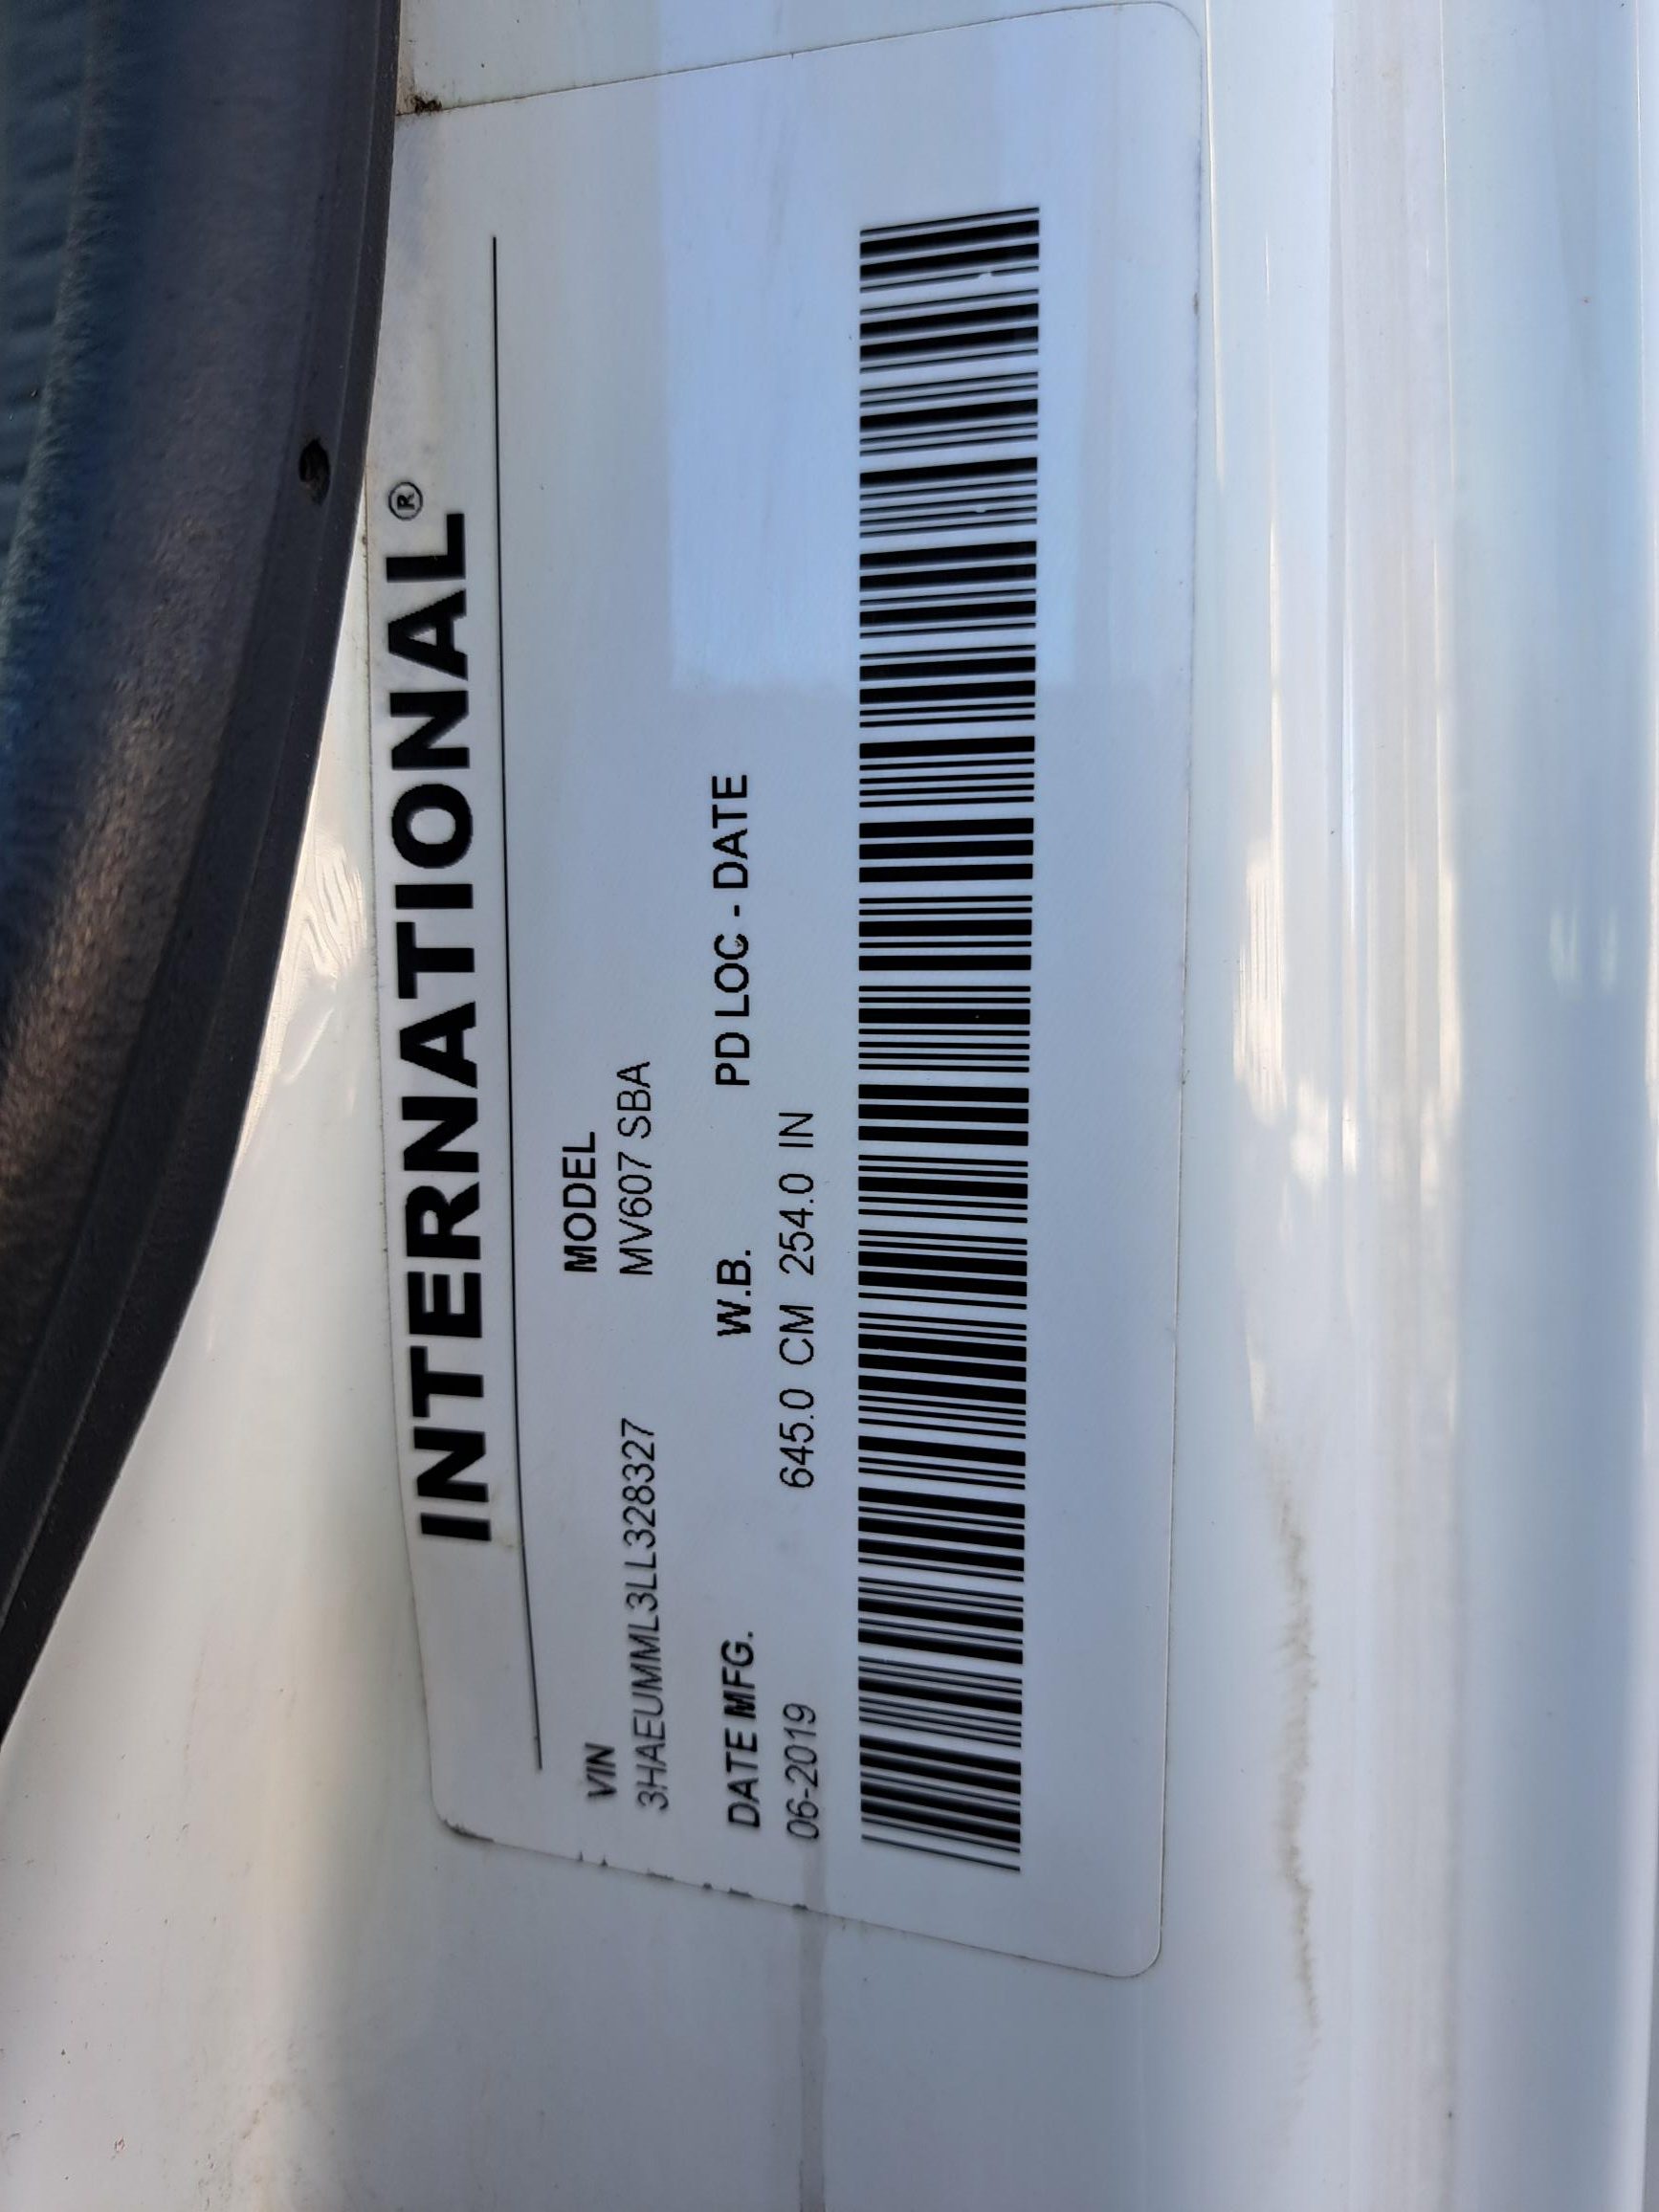 INTERNATIONAL®
VIN MODEL
3HAEUMML3LL328327 MV607 SBA
DATE MFG. W.B. PD LOC - DATE
06-2019 645.0 CM 254.0 IN